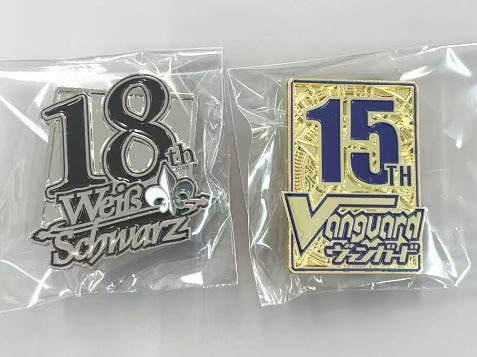 18th
Weiß
Schwarz
15TH
Vanguard
ヴァンガード